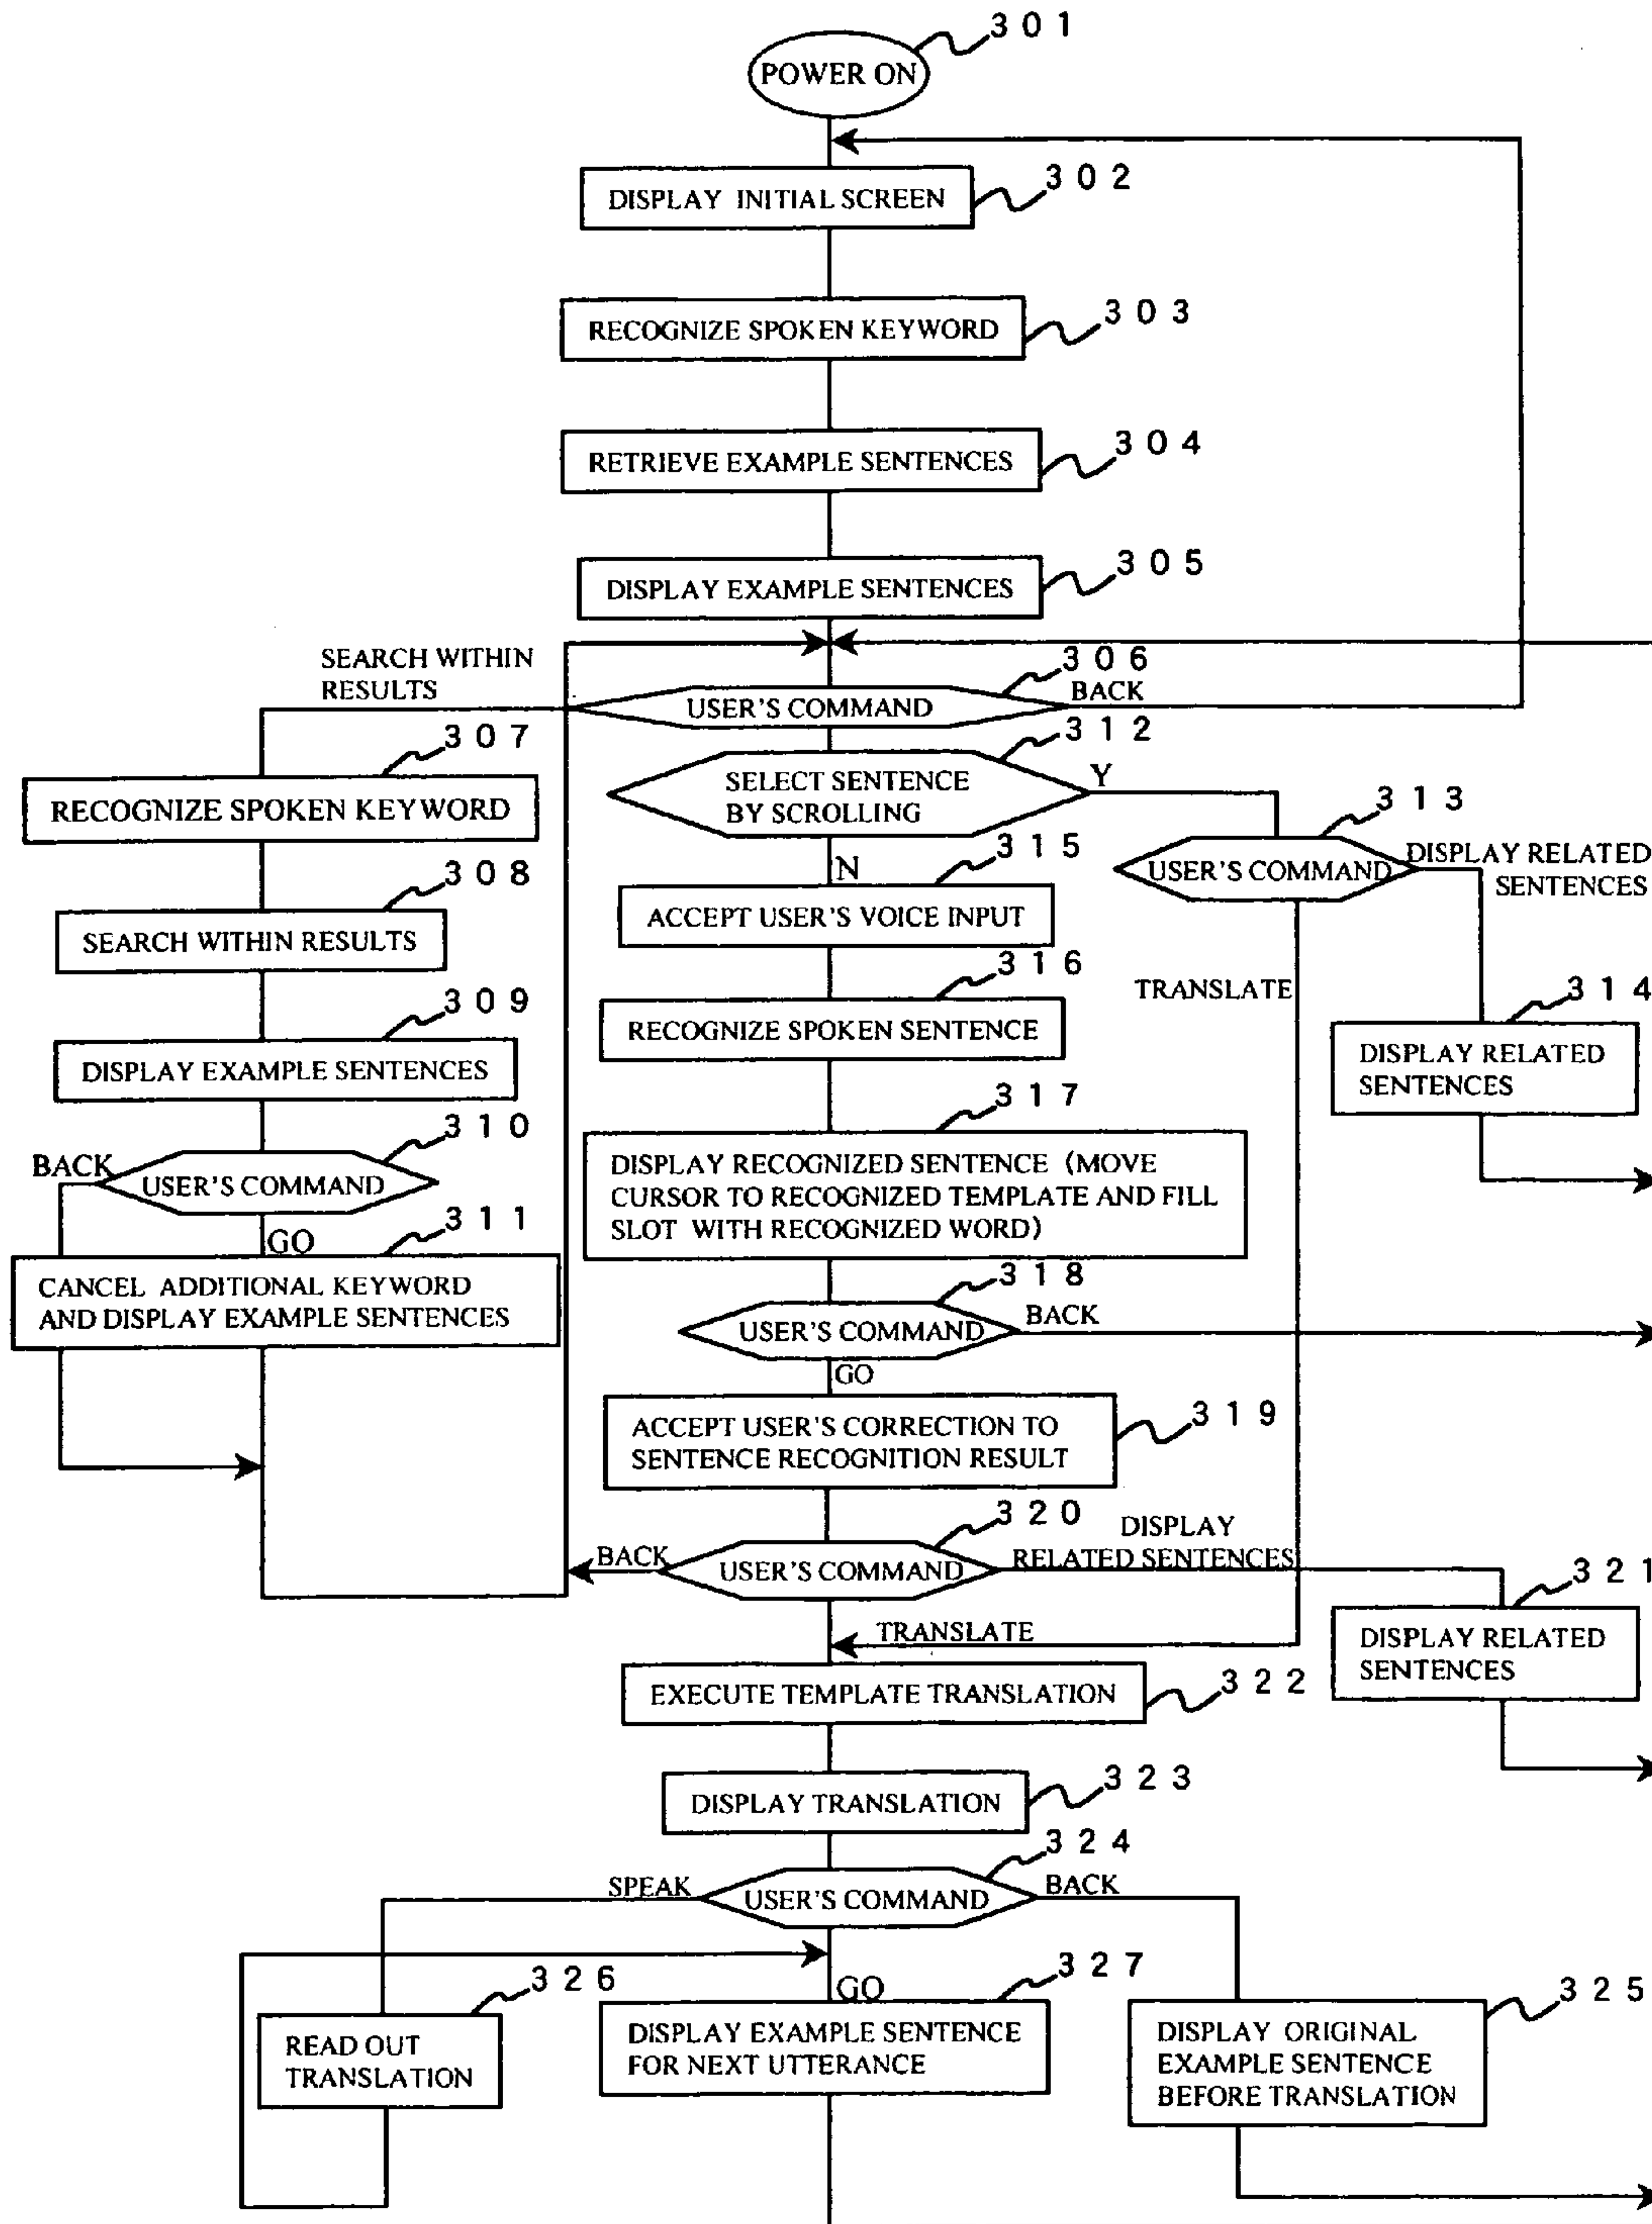 301
POWER ON
302
DISPLAY INITIAL SCREEN
303
RECOGNIZE SPOKEN KEYWORD
304
RETRIEVE EXAMPLE SENTENCES
305
DISPLAY EXAMPLE SENTENCES
SEARCH WITHIN
RESULTS
306
BACK
USER'S COMMAND
307
RECOGNIZE SPOKEN KEYWORD
308
SEARCH WITHIN RESULTS
309
DISPLAY EXAMPLE SENTENCES
310
BACK
USER'S COMMAND
GO
311
CANCEL ADDITIONAL KEYWORD
AND DISPLAY EXAMPLE SENTENCES
312
SELECT SENTENCE
BY SCROLLING
Y
N
313
USER'S COMMAND
DISPLAY RELATED
SENTENCES
TRANSLATE
314
DISPLAY RELATED
SENTENCES
315
ACCEPT USER'S VOICE INPUT
316
RECOGNIZE SPOKEN SENTENCE
317
DISPLAY RECOGNIZED SENTENCE (MOVE
CURSOR TO RECOGNIZED TEMPLATE AND FILL
SLOT WITH RECOGNIZED WORD)
318
USER'S COMMAND
BACK
GO
319
ACCEPT USER'S CORRECTION TO
SENTENCE RECOGNITION RESULT
320
BACK
USER'S COMMAND
DISPLAY
RELATED SENTENCES
321
DISPLAY RELATED
SENTENCES
TRANSLATE
322
EXECUTE TEMPLATE TRANSLATION
323
DISPLAY TRANSLATION
324
SPEAK
USER'S COMMAND
BACK
326
READ OUT
TRANSLATION
GO
327
DISPLAY EXAMPLE SENTENCE
FOR NEXT UTTERANCE
325
DISPLAY ORIGINAL
EXAMPLE SENTENCE
BEFORE TRANSLATION